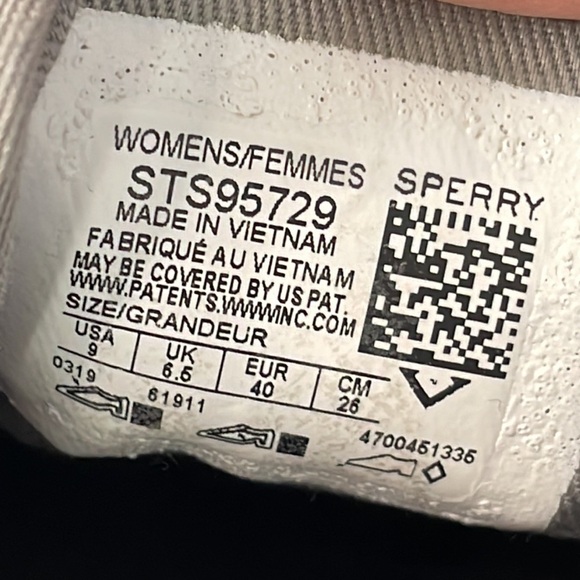 WOMENS/FEMMES
SPERRY
STS95729
MADE IN VIETNAM
FABRIQUÉ AU VIETNAM
MAY BE COVERED BY US PAT.
WWW.PATENTS.WWWINC.COM
SIZE/GRANDEUR
USA UK EUR CM
9 6.5 40 26
0319 61911 4700451335